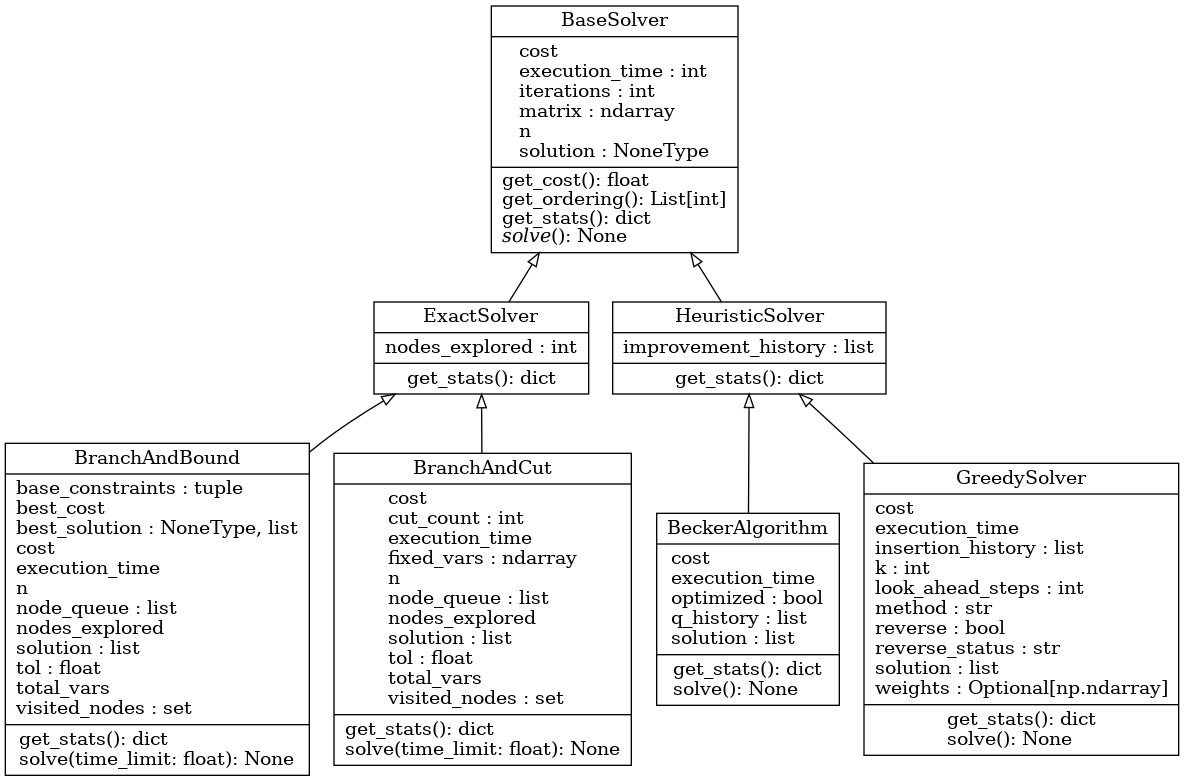 BaseSolver
cost
execution_time : int
iterations : int
matrix : ndarray
n
solution : NoneType
get_cost(): float
get_ordering(): List[int]
get_stats(): dict
solve(): None
ExactSolver
nodes_explored : int
get_stats(): dict
HeuristicSolver
improvement_history : list
get_stats(): dict
BranchAndBound
base_constraints : tuple
best_cost
best_solution : NoneType, list
cost
execution_time
n
node_queue : list
nodes_explored
solution : list
tol : float
total_vars
visited_nodes : set
get_stats(): dict
solve(time_limit: float): None
BranchAndCut
cost
cut_count : int
execution_time
fixed_vars : ndarray
n
node_queue : list
nodes_explored
solution : list
tol : float
total_vars
visited_nodes : set
get_stats(): dict
solve(time_limit: float): None
BeckerAlgorithm
cost
execution_time
optimized : bool
q_history : list
solution : list
get_stats(): dict
solve(): None
GreedySolver
cost
execution_time
insertion_history : list
k : int
look_ahead_steps : int
method : str
reverse : bool
reverse_status : str
solution : list
weights : Optional[np.ndarray]
get_stats(): dict
solve(): None